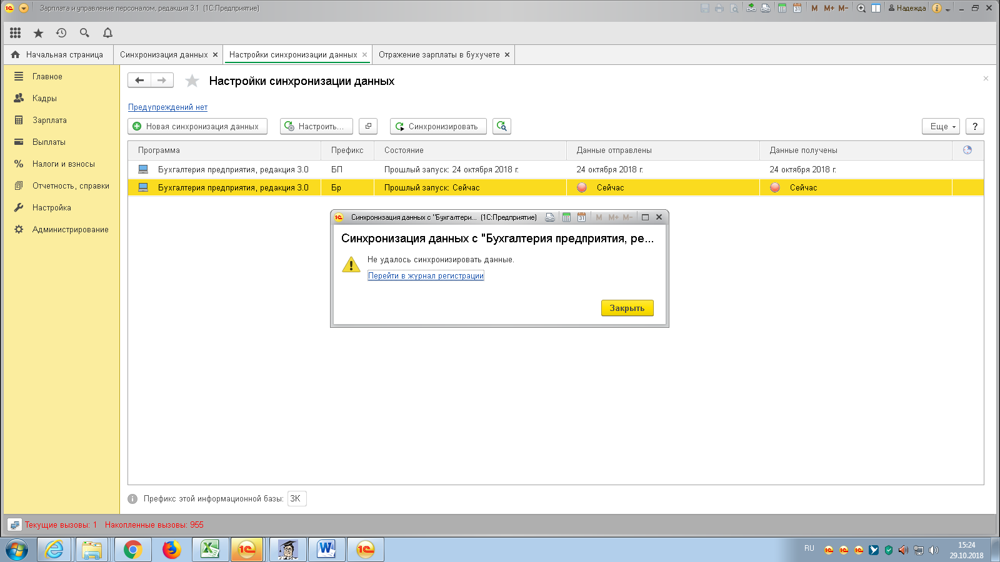 Зарплата и управление персоналом, редакция 3.1 (1С:Предприятие)
M M+ M- Надежда
Начальная страница
Синхронизация данных
Настройки синхронизации данных
Отражение зарплаты в бухучете
Главное
Кадры
Зарплата
Выплаты
Налоги и взносы
Отчетность, справки
Настройка
Администрирование
Настройки синхронизации данных
Предупреждений нет
Новая синхронизация данных
Настроить...
Синхронизировать
Еще
?
Программа Префикс Состояние Данные отправлены Данные получены
Бухгалтерия предприятия, редакция 3.0 БП Прошлый запуск: 24 октября 2018 г. 24 октября 2018 г. 24 октября 2018 г.
Бухгалтерия предприятия, редакция 3.0 Бр Прошлый запуск: Сейчас Сейчас Сейчас
Синхронизация данных с "Бухгалтери... (1С:Предприятие) M M+ M-
Синхронизация данных с "Бухгалтерия предприятия, ре...
Не удалось синхронизировать данные.
Перейти в журнал регистрации
Закрыть
Префикс этой информационной базы: ЗК
Текущие вызовы: 1 Накопленные вызовы: 955
RU
15:24
29.10.2018